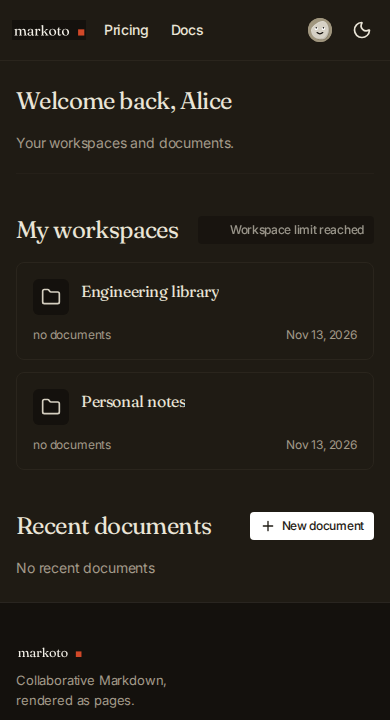 markoto
Pricing
Docs
Welcome back, Alice
Your workspaces and documents.
My workspaces
Workspace limit reached
Engineering library
no documents
Nov 13, 2026
Personal notes
no documents
Nov 13, 2026
Recent documents
New document
No recent documents
markoto
Collaborative Markdown,
rendered as pages.